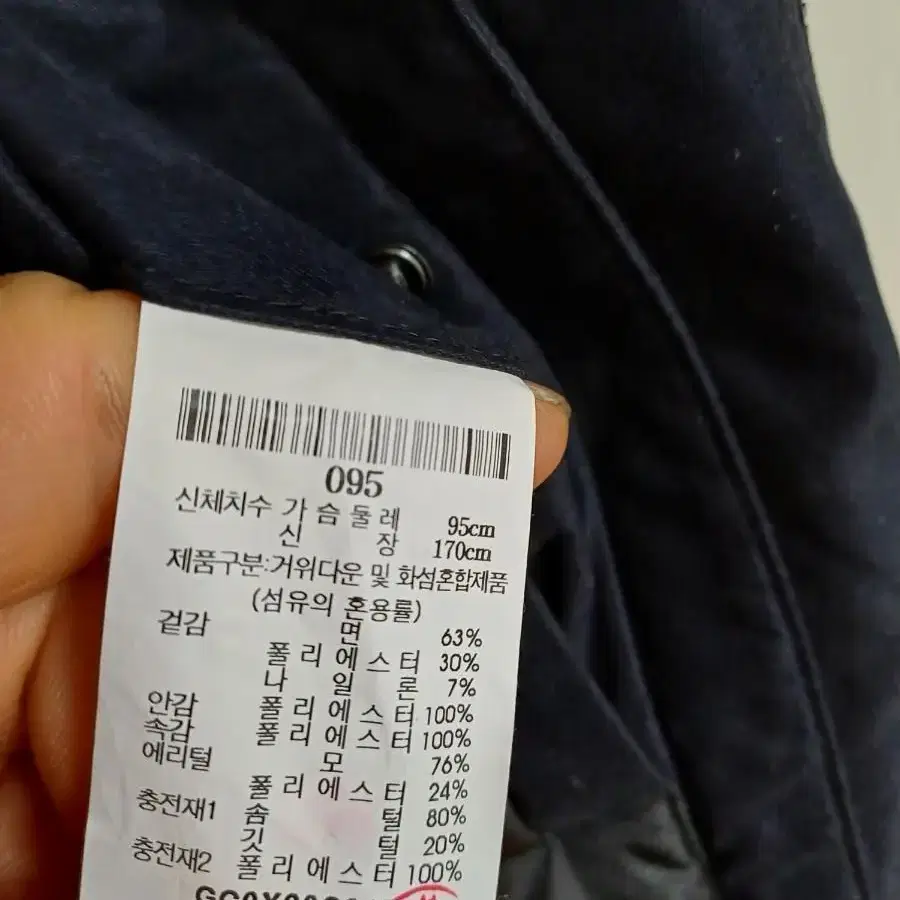 095
신체치수 가슴둘레 95cm
신장 170cm
제품구분:거위다운 및 화섬혼합제품
(섬유의 혼용률)
겉감 면 63%
폴리에스터 30%
나일론 7%
안감 폴리에스터 100%
속감 폴리에스터 100%
에리털 모 76%
폴리에스터 24%
충전재1 솜털 80%
깃털 20%
충전재2 폴리에스터 100%